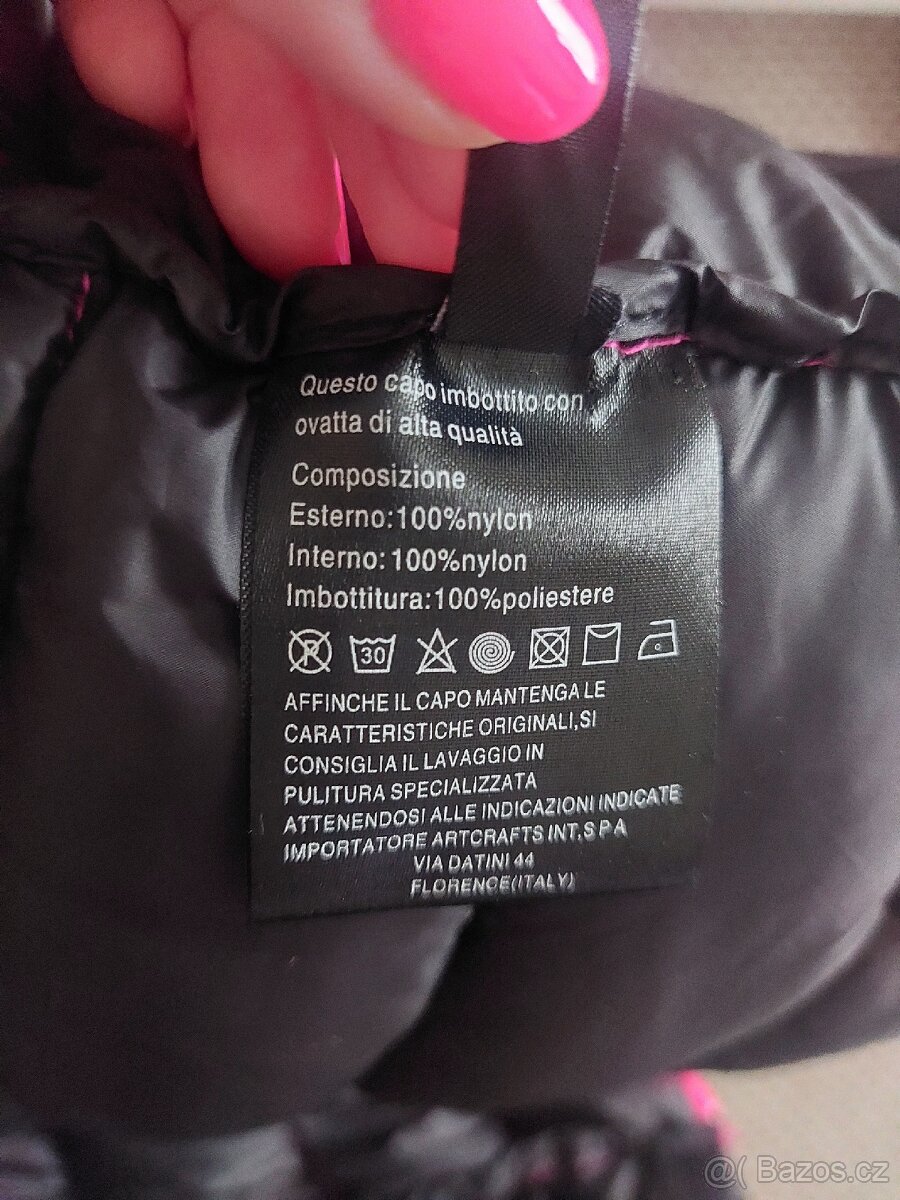 Questo capo imbottito con
ovatta di alta qualità
Composizione
Esterno:100%nylon
Interno:100%nylon
Imbottitura:100%poliestere
R 30
AFFINCHE IL CAPO MANTENGA LE
CARATTERISTICHE ORIGINALI,SI
CONSIGLIA IL LAVAGGIO IN
PULITURA SPECIALIZZATA
ATTENENDOSI ALLE INDICAZIONI INDICATE
IMPORTATORE ARTCRAFTS INT,S P A
VIA DATINI 44
FLORENCE(ITALY)
@( Bazos.cz